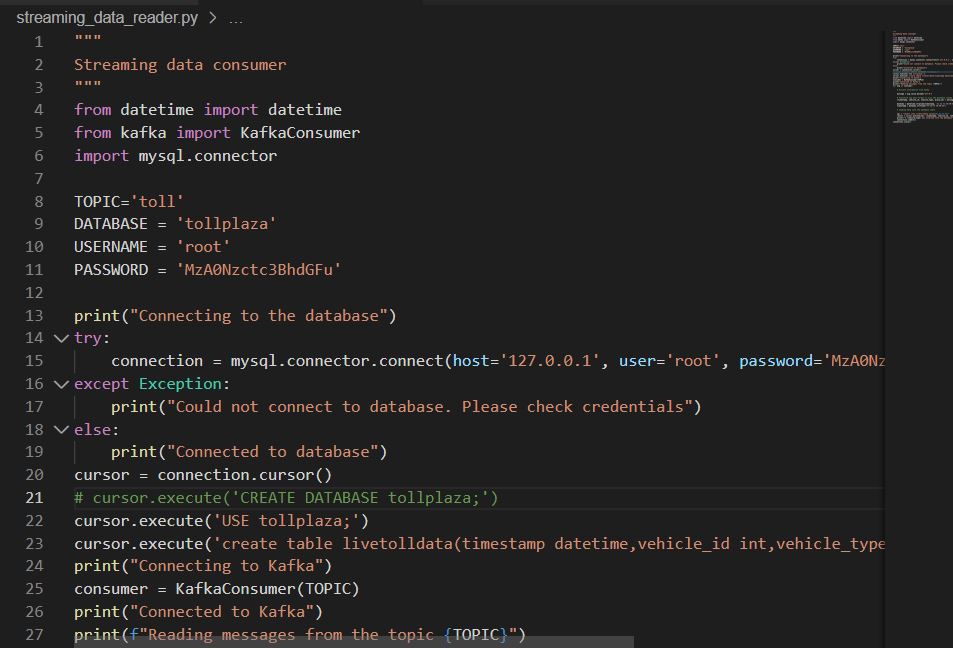 streaming_data_reader.py > ...
1 """
2 Streaming data consumer
3 """
4 from datetime import datetime
5 from kafka import KafkaConsumer
6 import mysql.connector
7
8 TOPIC='toll'
9 DATABASE = 'tollplaza'
10 USERNAME = 'root'
11 PASSWORD = 'MzA0Nzctc3BhdGFu'
12
13 print("Connecting to the database")
14 try:
15 connection = mysql.connector.connect(host='127.0.0.1', user='root', password='MzA0Nz
16 except Exception:
17 print("Could not connect to database. Please check credentials")
18 else:
19 print("Connected to database")
20 cursor = connection.cursor()
21 # cursor.execute('CREATE DATABASE tollplaza;')
22 cursor.execute('USE tollplaza;')
23 cursor.execute('create table livetolldata(timestamp datetime,vehicle_id int,vehicle_type
24 print("Connecting to Kafka")
25 consumer = KafkaConsumer(TOPIC)
26 print("Connected to Kafka")
27 print(f"Reading messages from the topic {TOPIC}")